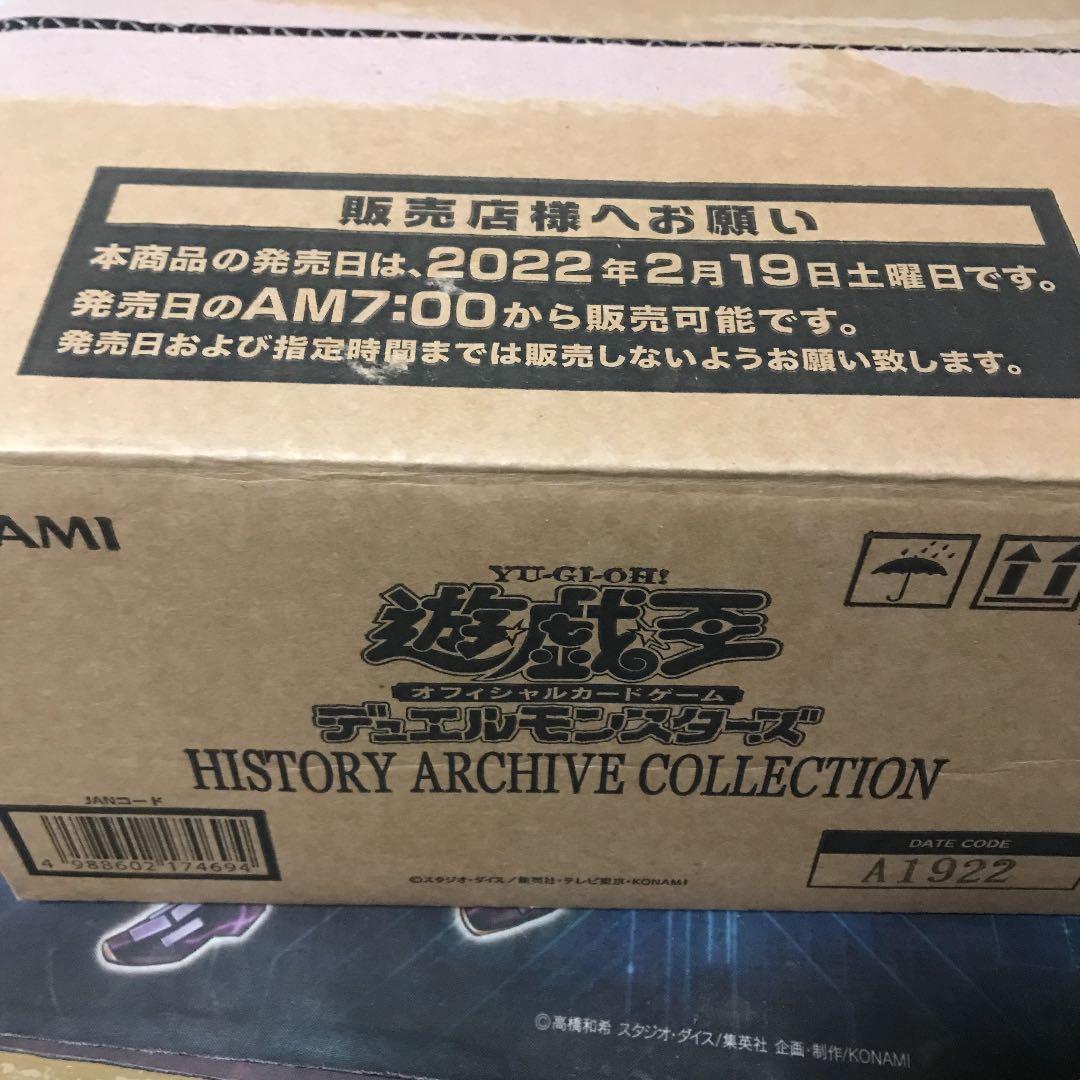 販売店様へお願い
本商品の発売日は、2022年2月19日土曜日です。
発売日のAM7:00から販売可能です。
発売日および指定時間までは販売しないようお願い致します。
AMI
YU-GI-OH!
遊戯王
オフィシャルカードゲーム
デュエルモンスターズ
HISTORY ARCHIVE COLLECTION
JANコード
4 988602 174694
DATE CODE
A1922
©スタジオ・ダイス/集英社・テレビ東京・KONAMI
©高橋和希 スタジオ・ダイス/集英社 企画・制作/KONAMI